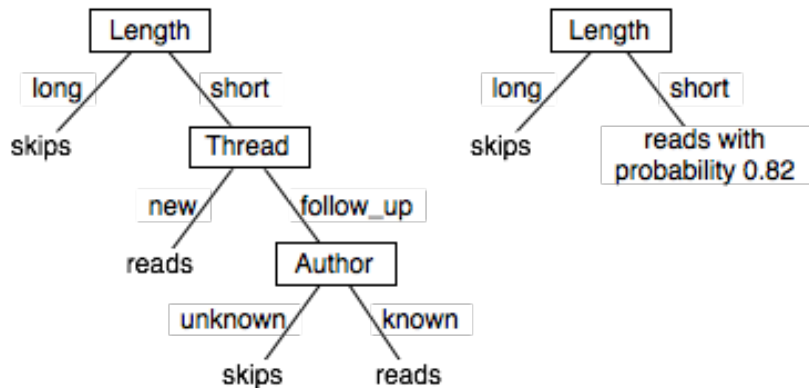 Length
long
short
skips
Thread
new
follow_up
reads
Author
unknown
known
skips
reads
Length
long
short
skips
reads with
probability 0.82